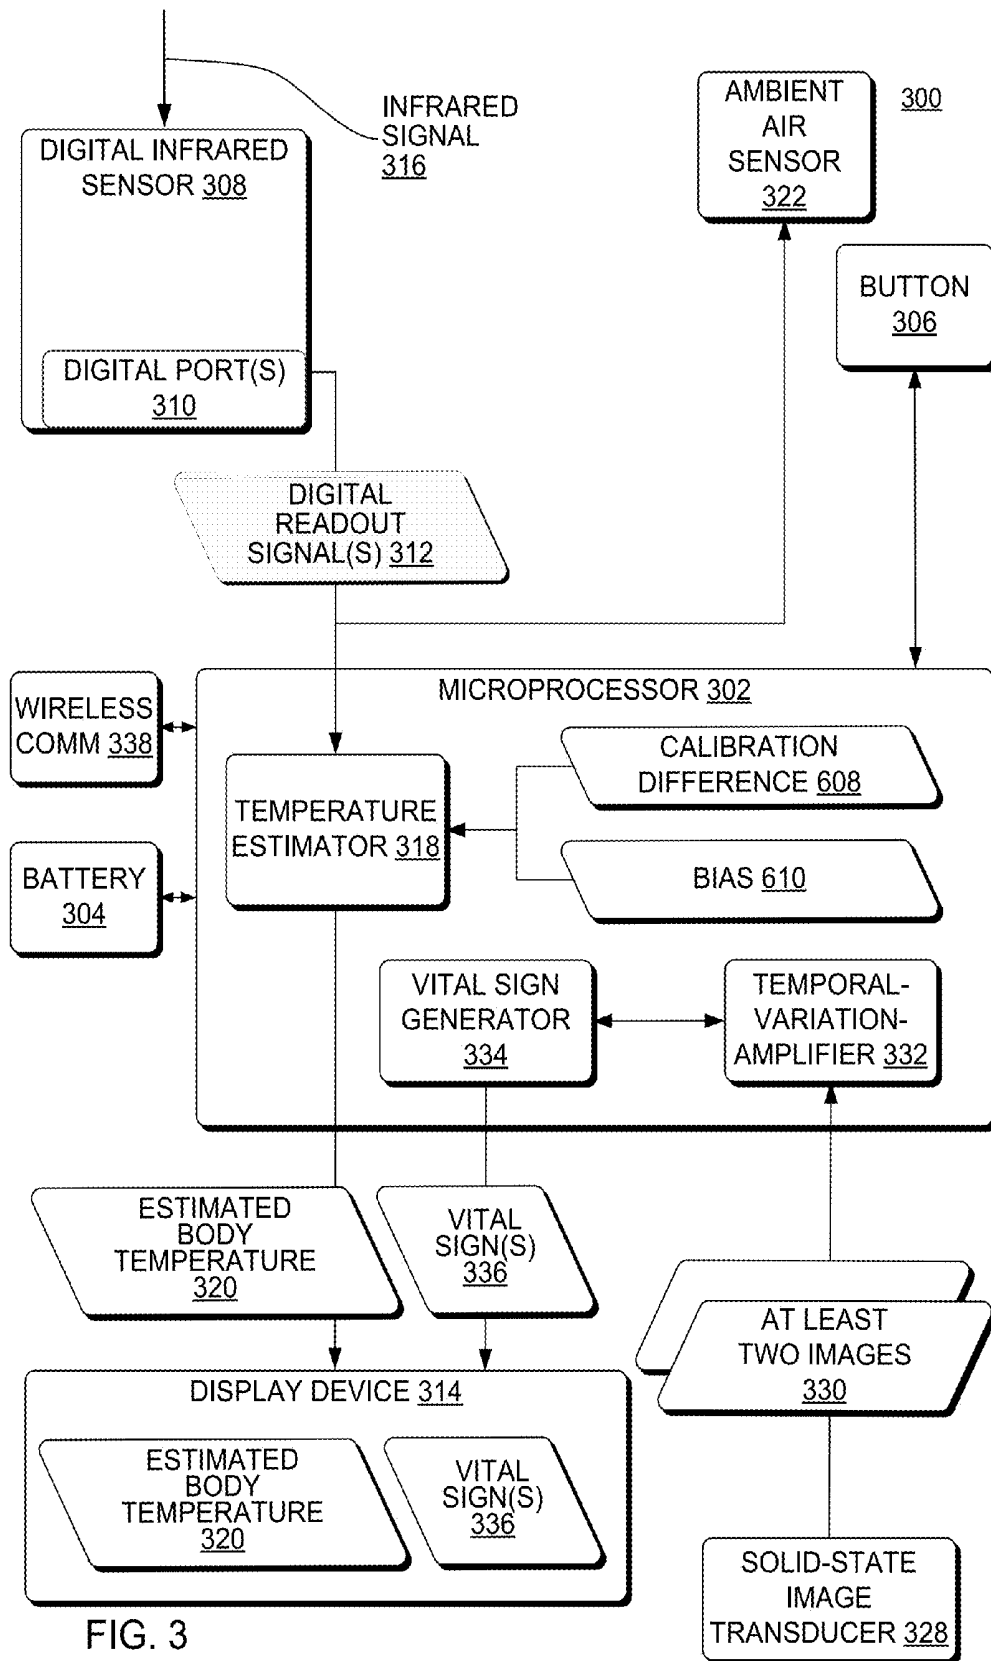 INFRARED
SIGNAL
316
AMBIENT
AIR
SENSOR
322
300
DIGITAL INFRARED
SENSOR 308
BUTTON
306
DIGITAL PORT(S)
310
DIGITAL
READOUT
SIGNAL(S) 312
MICROPROCESSOR 302
WIRELESS
COMM 338
CALIBRATION
DIFFERENCE 608
TEMPERATURE
ESTIMATOR 318
BATTERY
304
BIAS 610
VITAL SIGN
GENERATOR
334
TEMPORAL-
VARIATION-
AMPLIFIER 332
ESTIMATED
BODY
TEMPERATURE
320
VITAL
SIGN(S)
336
AT LEAST
TWO IMAGES
330
DISPLAY DEVICE 314
ESTIMATED
BODY
TEMPERATURE
320
VITAL
SIGN(S)
336
SOLID-STATE
IMAGE
TRANSDUCER 328
FIG. 3